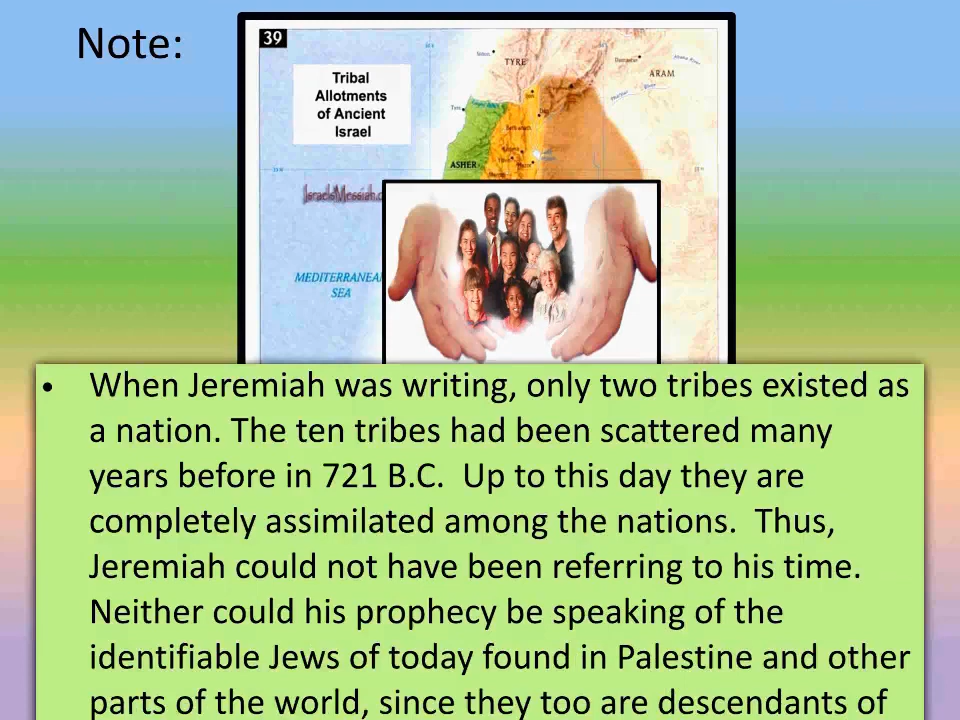 Note:
39
Tribal
Allotments
of Ancient
Israel
TYRE
ARAM
ASHER
MEDITERRANEA
SEA
• When Jeremiah was writing, only two tribes existed as
a nation. The ten tribes had been scattered many
years before in 721 B.C.  Up to this day they are
completely assimilated among the nations.  Thus,
Jeremiah could not have been referring to his time.
Neither could his prophecy be speaking of the
identifiable Jews of today found in Palestine and other
parts of the world, since they too are descendants of